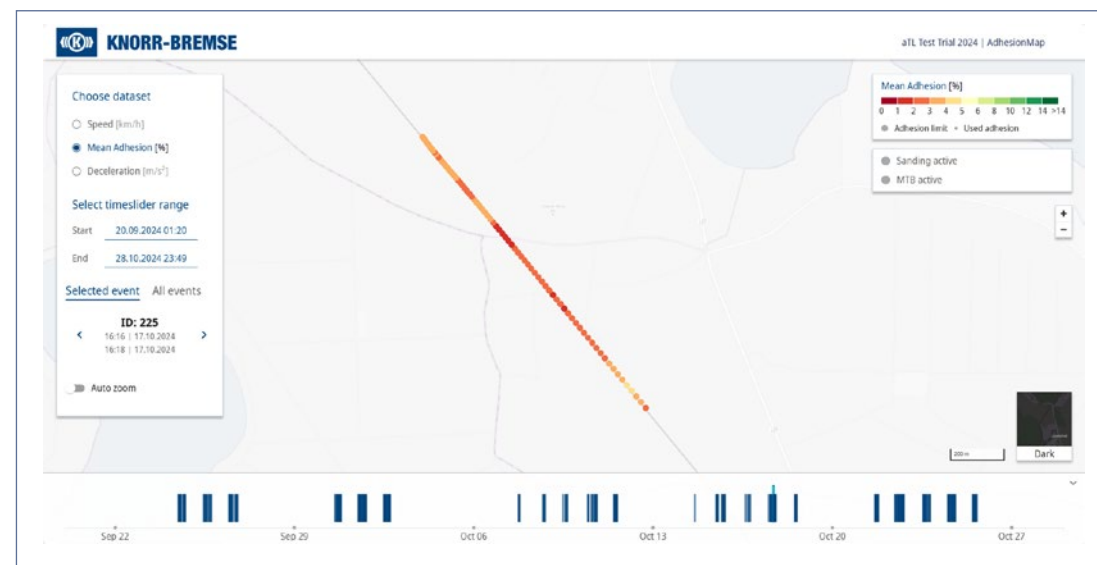 KNORR-BREMSE
aTL Test Trial 2024 | AdhesionMap
Choose dataset
Speed [km/h]
Mean Adhesion [%]
Deceleration [m/s²]
Select timeslider range
Start 20.09.2024 01:20
End 28.10.2024 23:49
Selected event All events
ID: 225
16:16 | 17.10.2024
16:18 | 17.10.2024
Auto zoom
Mean Adhesion [%]
0 1 2 3 4 5 6 8 10 12 14 >14
Adhesion limit Used adhesion
Sanding active
MTB active
+
−
200 m
Dark
Sep 22 Sep 29 Oct 06 Oct 13 Oct 20 Oct 27